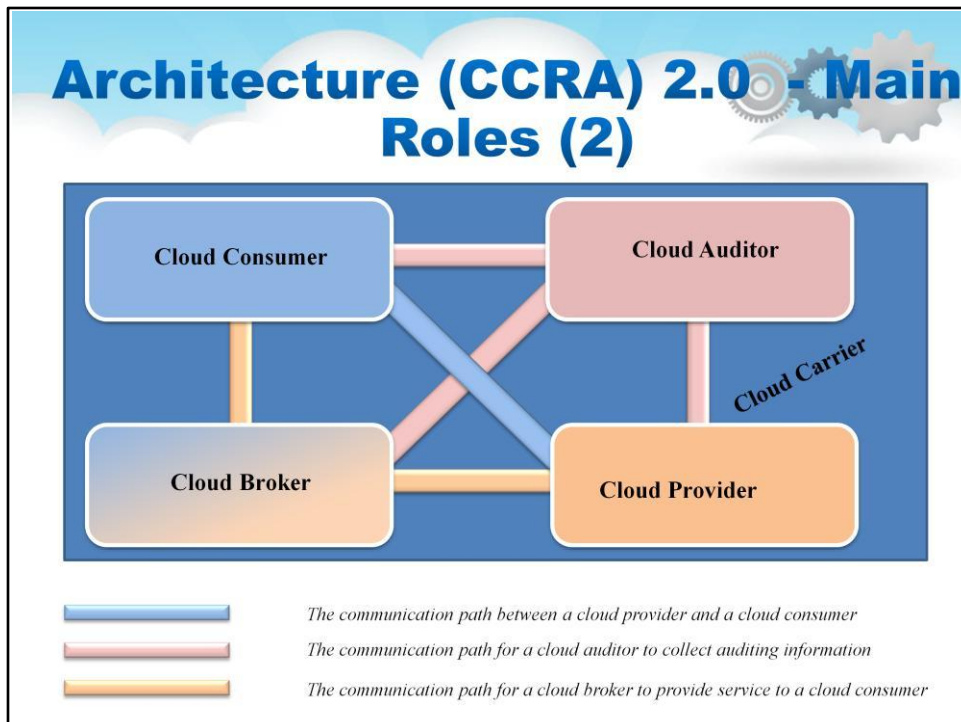 Architecture (CCRA) 2.0 - Main
Roles (2)
Cloud Consumer
Cloud Auditor
Cloud Carrier
Cloud Broker
Cloud Provider
The communication path between a cloud provider and a cloud consumer
The communication path for a cloud auditor to collect auditing information
The communication path for a cloud broker to provide service to a cloud consumer